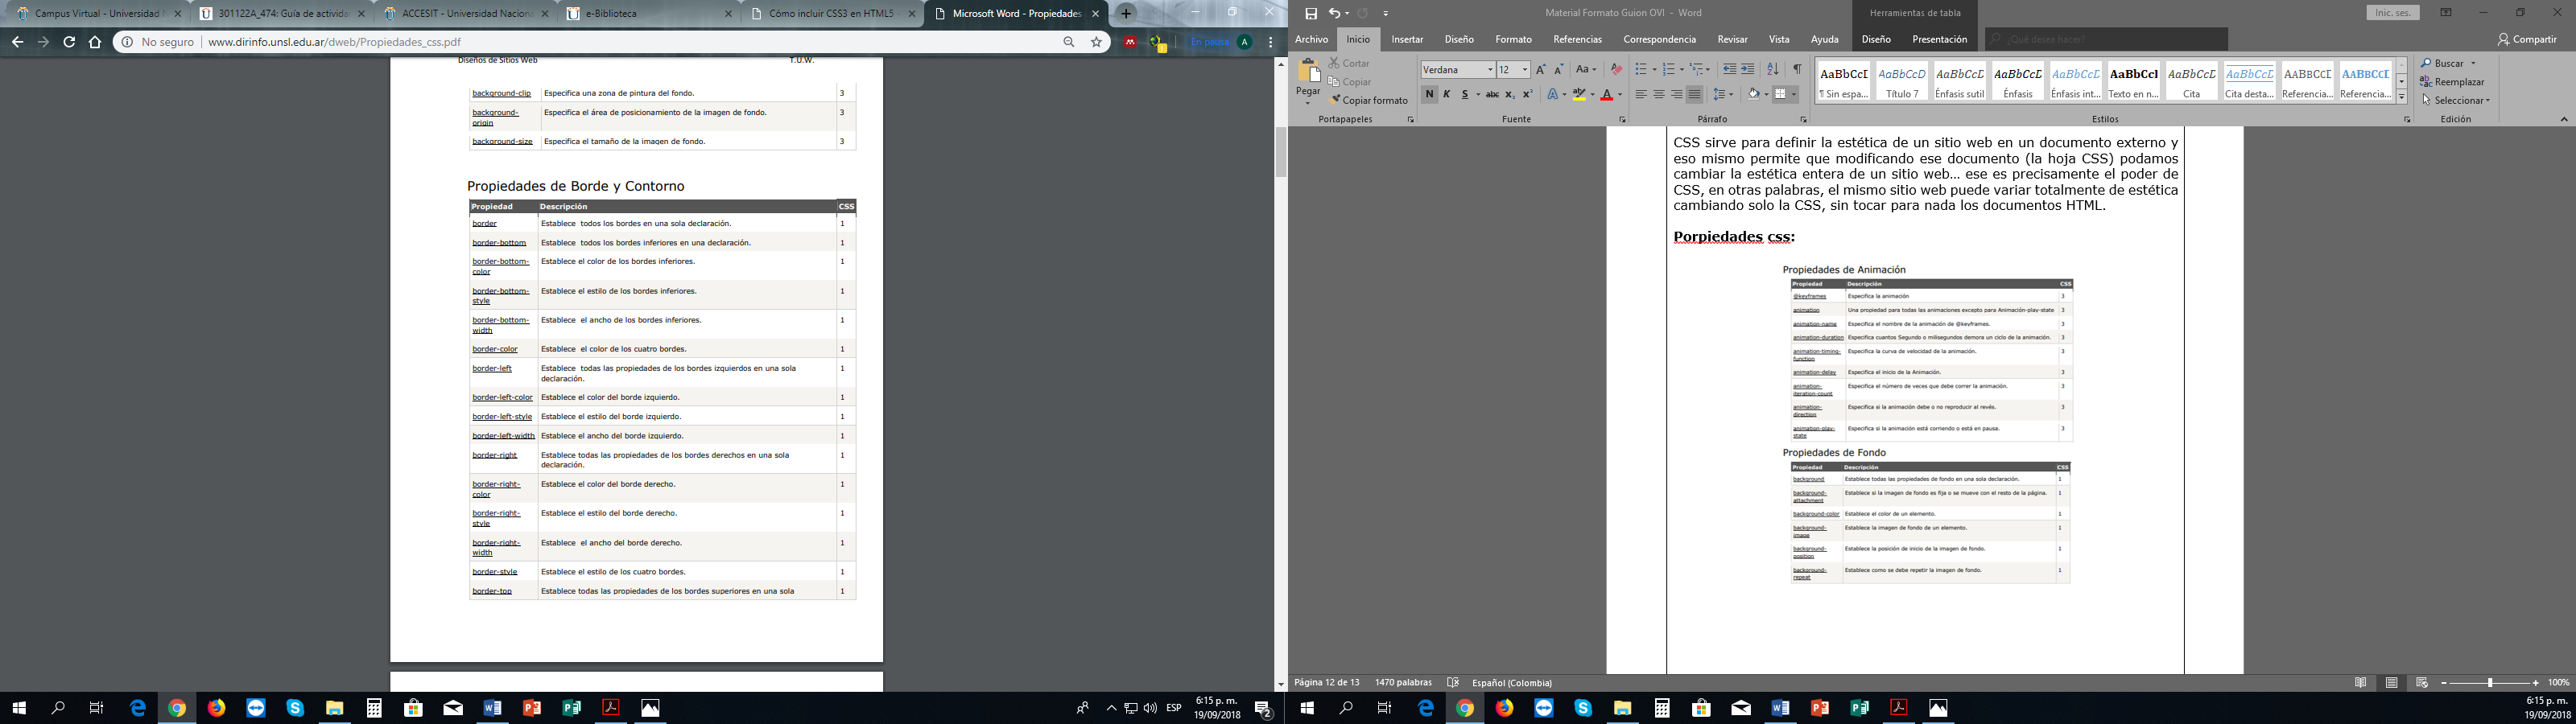 Campus Virtual - Universidad
301122A_474: Guía de activida
ACCESIT - Universidad Naciona
e-Biblioteca
Cómo incluir CSS3 en HTML5 -
Microsoft Word - Propiedades
No seguro | www.dirinfo.unsl.edu.ar/dweb/Propiedades_css.pdf
En pausa A
Diseños de Sitios Web T.U.W.
background-clip Especifica una zona de pintura del fondo. 3
background-
origin Especifica el área de posicionamiento de la imagen de fondo. 3
background-size Especifica el tamaño de la imagen de fondo. 3
Propiedades de Borde y Contorno
Propiedad Descripción CSS
border Establece todos los bordes en una sola declaración. 1
border-bottom Establece todos los bordes inferiores en una declaración. 1
border-bottom-
color Establece el color de los bordes inferiores. 1
border-bottom-
style Establece el estilo de los bordes inferiores. 1
border-bottom-
width Establece el ancho de los bordes inferiores. 1
border-color Establece el color de los cuatro bordes. 1
border-left Establece todas las propiedades de los bordes izquierdos en una sola
declaración. 1
border-left-color Establece el color del borde izquierdo. 1
border-left-style Establece el estilo del borde izquierdo. 1
border-left-width Establece el ancho del borde izquierdo. 1
border-right Establece todas las propiedades de los bordes derechos en una sola
declaración. 1
border-right-
color Establece el color del borde derecho. 1
border-right-
style Establece el estilo del borde derecho. 1
border-right-
width Establece el ancho del borde derecho. 1
border-style Establece el estilo de los cuatro bordes. 1
border-top Establece todas las propiedades de los bordes superiores en una sola 1
ESP
6:15 p. m.
19/09/2018
2
Material Formato Guion OVI - Word
Herramientas de tabla
Inic. ses.
Archivo Inicio Insertar Diseño Formato Referencias Correspondencia Revisar Vista Ayuda Diseño Presentación ¿Qué desea hacer? Compartir
Pegar
Cortar
Copiar
Copiar formato
Portapapeles
Verdana 12
N K S abc x₂ x²
Fuente
Párrafo
AaBbCcI AaBbCcD AaBbCcL AaBbCcL AaBbCcL AaBbCcI AaBbCcL AaBbCcL AABBCCE AABBCCL
¶ Sin espa... Título 7 Énfasis sutil Énfasis Énfasis int... Texto en n... Cita Cita desta... Referencia... Referencia...
Estilos
Buscar
Reemplazar
Seleccionar
Edición
CSS sirve para definir la estética de un sitio web en un documento externo y
eso mismo permite que modificando ese documento (la hoja CSS) podamos
cambiar la estética entera de un sitio web... ese es precisamente el poder de
CSS, en otras palabras, el mismo sitio web puede variar totalmente de estética
cambiando solo la CSS, sin tocar para nada los documentos HTML.
Porpiedades css:
Propiedades de Animación
Propiedad Descripción CSS
@keyframes Especifica la animación 3
animation Una propiedad para todas las animaciones excepto para Animación-play-state 3
animation-name Especifica el nombre de la animación de @keyframes. 3
animation-duration Especifica cuantos Segundo o milisegundos demora un ciclo de la animación. 3
animation-timing-
function Especifica la curva de velocidad de la animación. 3
animation-delay Especifica el inicio de la Animación. 3
animation-
iteration-count Especifica el número de veces que debe correr la animación. 3
animation-
direction Especifica si la animación debe o no reproducir al revés. 3
animation-play-
state Especifica si la animación está corriendo o está en pausa. 3
Propiedades de Fondo
Propiedad Descripción CSS
background Establece todas las propiedades de fondo en una sola declaración. 1
background-
attachment Establece si la imagen de fondo es fija o se mueve con el resto de la página. 1
background-color Establece el color de un elemento. 1
background-
image Establece la imagen de fondo de un elemento. 1
background-
position Establece la posición de inicio de la imagen de fondo. 1
background-
repeat Establece como se debe repetir la imagen de fondo. 1
Página 12 de 13 1470 palabras Español (Colombia) 100%
6:15 p. m.
19/09/2018